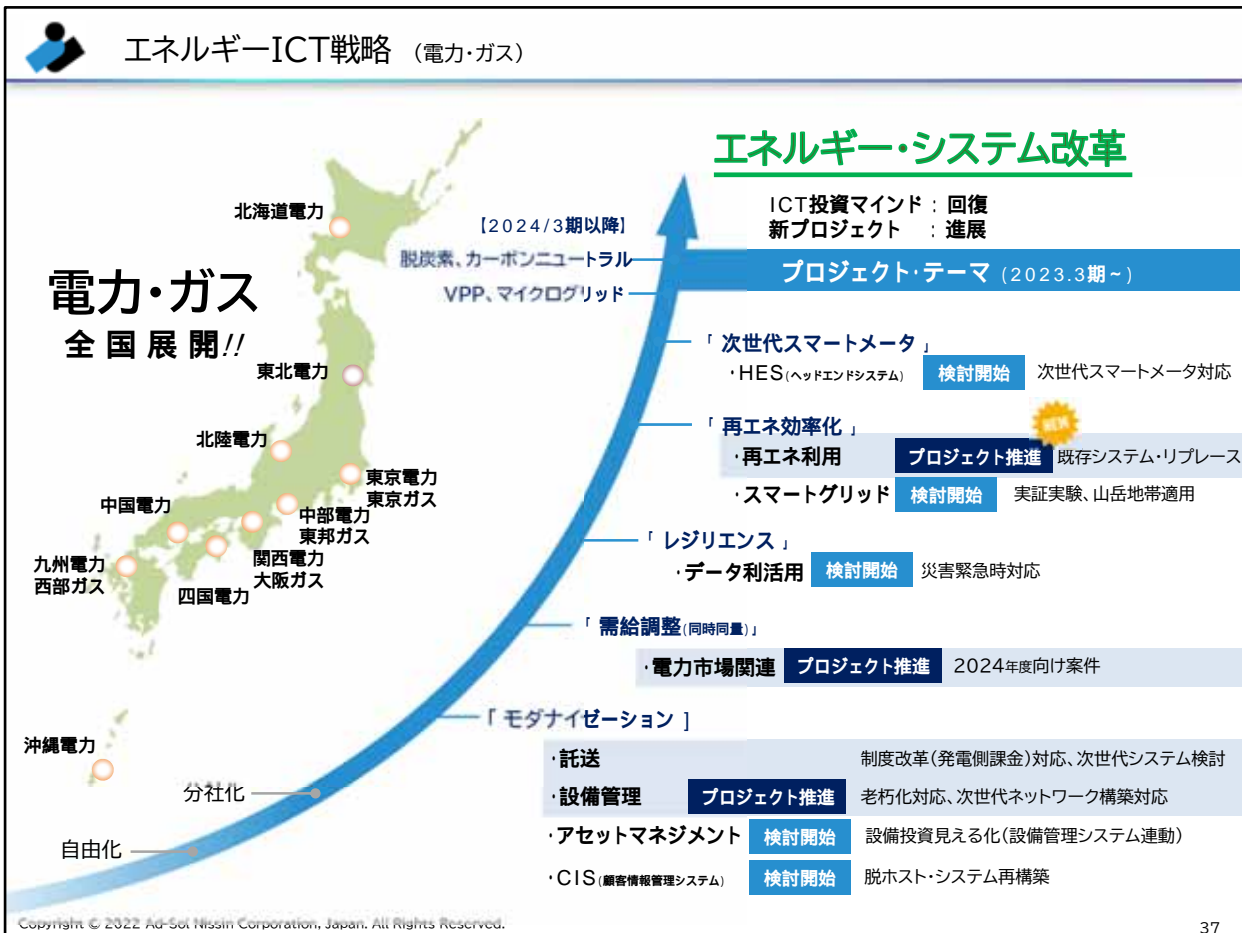 エネルギーICT戦略 (電力・ガス)
エネルギー・システム改革
ICT投資マインド : 回復
新プロジェクト : 進展
プロジェクト・テーマ (2023.3期~)
【2024/3期以降】
脱炭素、カーボンニュートラル
VPP、マイクログリッド
電力・ガス
全国展開!!
北海道電力
東北電力
北陸電力
東京電力
東京ガス
中国電力
中部電力
東邦ガス
九州電力
西部ガス
関西電力
大阪ガス
四国電力
沖縄電力
「 次世代スマートメータ 」
・HES(ヘッドエンドシステム) 検討開始 次世代スマートメータ対応
「 再エネ効率化 」
NEW
・再エネ利用 プロジェクト推進 既存システム・リプレース
・スマートグリッド 検討開始 実証実験、山岳地帯適用
「 レジリエンス 」
・データ利活用 検討開始 災害緊急時対応
「 需給調整(同時同量)」
・電力市場関連 プロジェクト推進 2024年度向け案件
「 モダナイゼーション ]
・託送 制度改革(発電側課金)対応、次世代システム検討
・設備管理 プロジェクト推進 老朽化対応、次世代ネットワーク構築対応
・アセットマネジメント 検討開始 設備投資見える化(設備管理システム連動)
・CIS(顧客情報管理システム) 検討開始 脱ホスト・システム再構築
分社化
自由化
Copyright © 2022 Ad-Sol Nissin Corporation, Japan. All Rights Reserved.
37